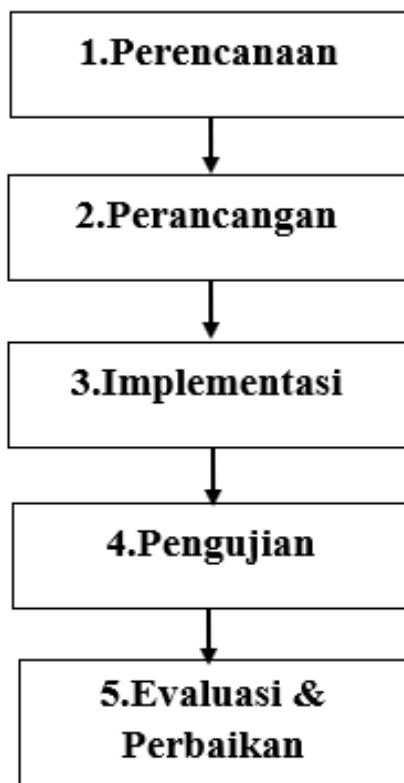 1.Perencanaan
2.Perancangan
3.Implementasi
4.Pengujian
5.Evaluasi &
Perbaikan